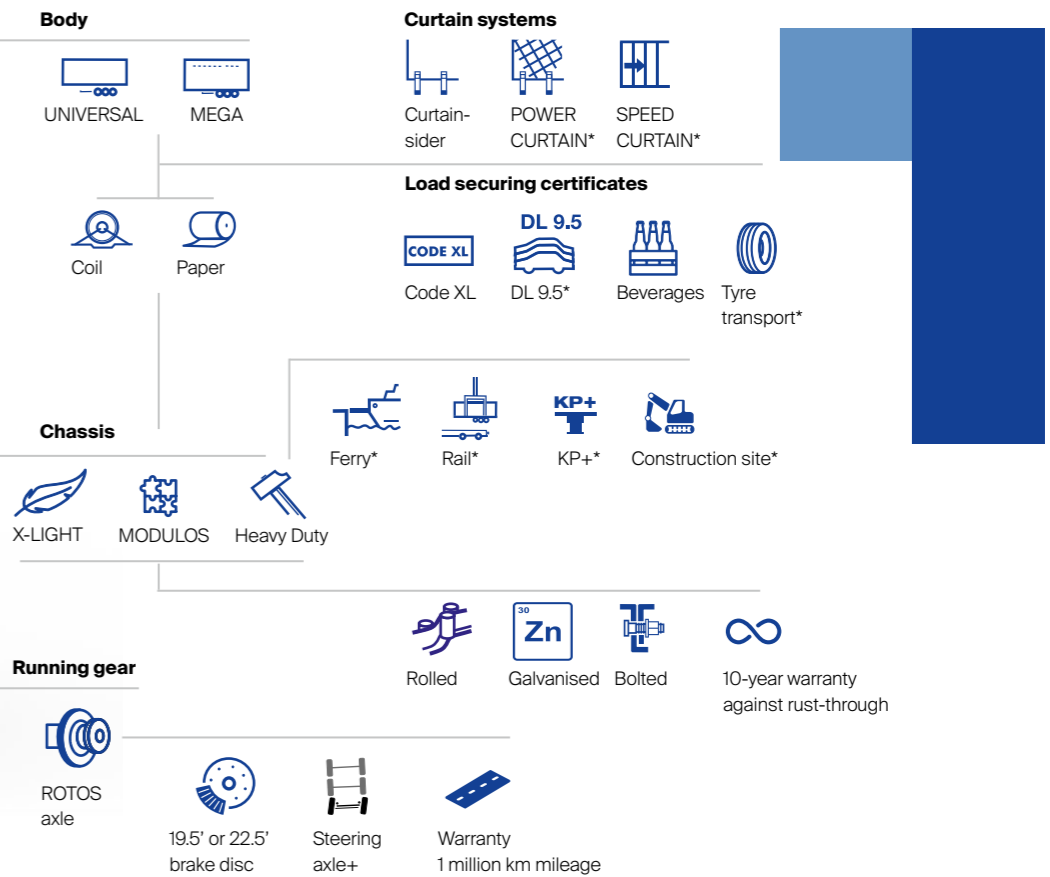 Body
UNIVERSAL
MEGA
Curtain systems
Curtain-
sider
POWER
CURTAIN*
SPEED
CURTAIN*
Coil
Paper
Load securing certificates
CODE XL
Code XL
DL 9.5
DL 9.5*
Beverages
Tyre
transport*
Ferry*
Rail*
KP+
KP+*
Construction site*
Chassis
X-LIGHT
MODULOS
Heavy Duty
Rolled
30
Zn
Galvanised
Bolted
10-year warranty
against rust-through
Running gear
ROTOS
axle
19.5’ or 22.5’
brake disc
Steering
axle+
Warranty
1 million km mileage